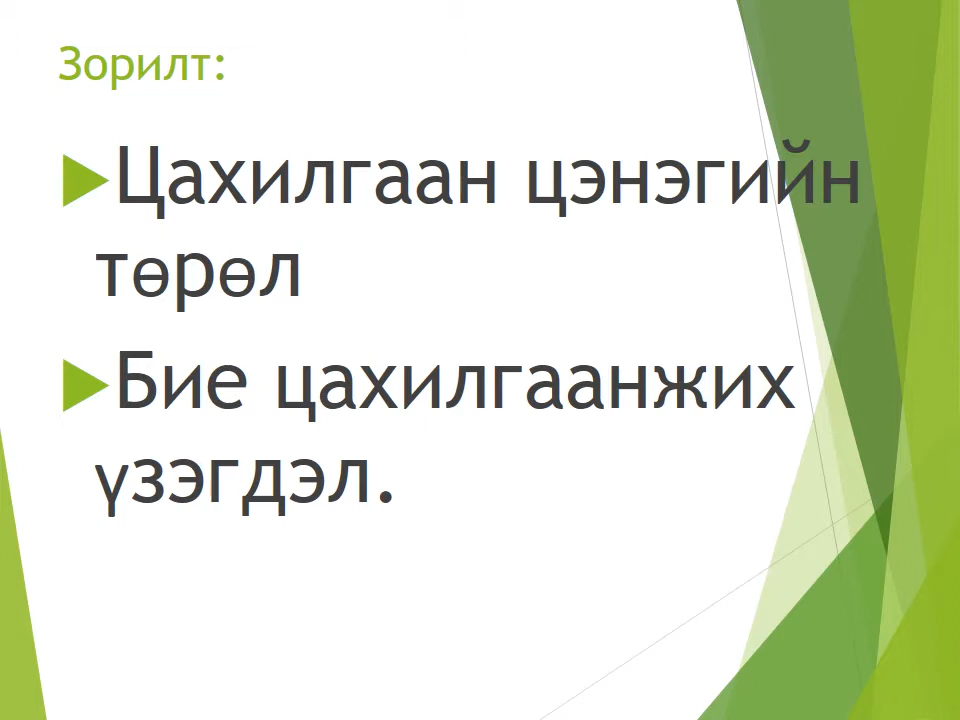 Зорилт:
Цахилгаан цэнэгийн
төрөл
Бие цахилгаанжих
үзэгдэл.